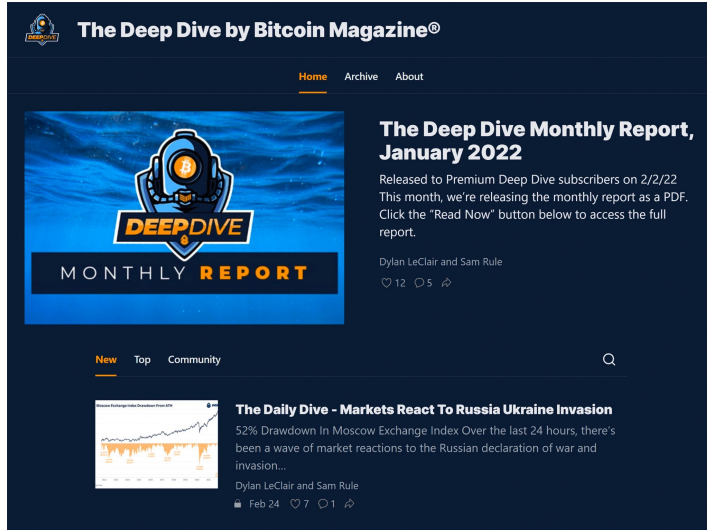 DEEPDIVE
The Deep Dive by Bitcoin Magazine®
Home Archive About
DEEPDIVE
MONTHLY REPORT
The Deep Dive Monthly Report,
January 2022
Released to Premium Deep Dive subscribers on 2/2/22
This month, we're releasing the monthly report as a PDF.
Click the "Read Now" button below to access the full
report.
Dylan LeClair and Sam Rule
12 5
New Top Community
Moscow Exchange Index Drawdown From ATH
The Daily Dive - Markets React To Russia Ukraine Invasion
52% Drawdown In Moscow Exchange Index Over the last 24 hours, there's
been a wave of market reactions to the Russian declaration of war and
invasion...
Dylan LeClair and Sam Rule
Feb 24 7 1